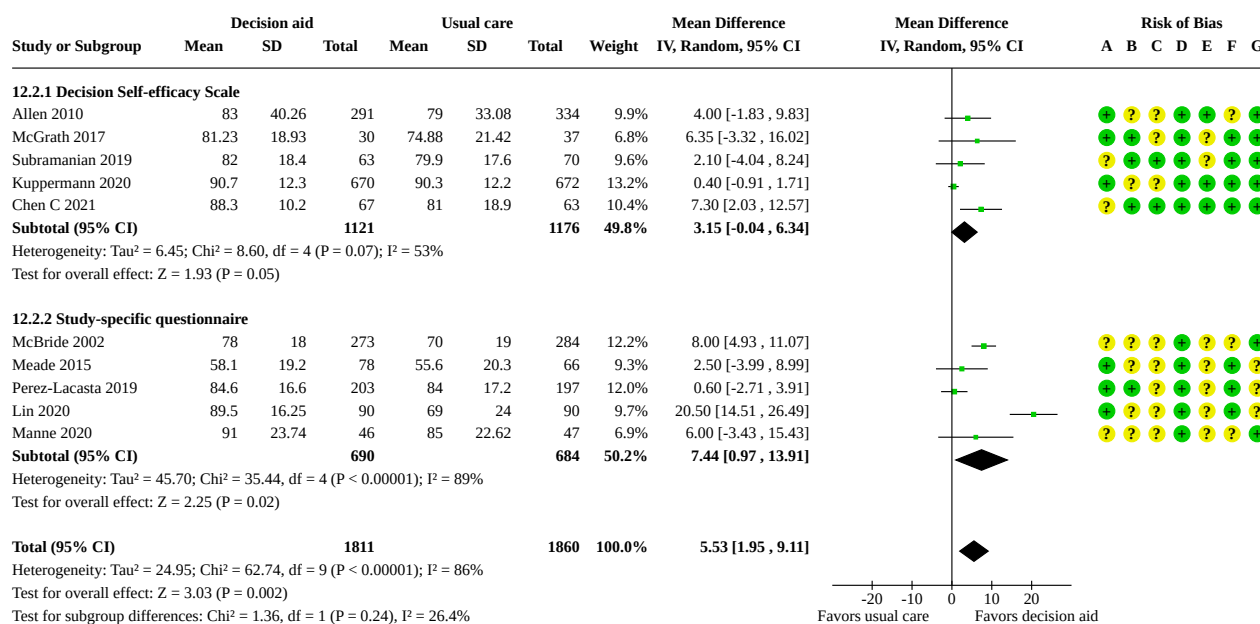 Decision aid Usual care Mean Difference Mean Difference Risk of Bias
Study or Subgroup Mean SD Total Mean SD Total Weight IV, Random, 95% CI IV, Random, 95% CI A B C D E F G
12.2.1 Decision Self-efficacy Scale
Allen 2010 83 40.26 291 79 33.08 334 9.9% 4.00 [-1.83 , 9.83] + ? ? + + ? +
McGrath 2017 81.23 18.93 30 74.88 21.42 37 6.8% 6.35 [-3.32 , 16.02] + + ? + ? + +
Subramanian 2019 82 18.4 63 79.9 17.6 70 9.6% 2.10 [-4.04 , 8.24] ? + + + ? + +
Kuppermann 2020 90.7 12.3 670 90.3 12.2 672 13.2% 0.40 [-0.91 , 1.71] + ? ? + + + +
Chen C 2021 88.3 10.2 67 81 18.9 63 10.4% 7.30 [2.03 , 12.57] ? + + + + + +
Subtotal (95% CI) 1121 1176 49.8% 3.15 [-0.04 , 6.34]
Heterogeneity: Tau² = 6.45; Chi² = 8.60, df = 4 (P = 0.07); I² = 53%
Test for overall effect: Z = 1.93 (P = 0.05)
12.2.2 Study-specific questionnaire
McBride 2002 78 18 273 70 19 284 12.2% 8.00 [4.93 , 11.07] ? ? ? + ? ? +
Meade 2015 58.1 19.2 78 55.6 20.3 66 9.3% 2.50 [-3.99 , 8.99] + ? ? + ? + ?
Perez-Lacasta 2019 84.6 16.6 203 84 17.2 197 12.0% 0.60 [-2.71 , 3.91] + + ? + ? + ?
Lin 2020 89.5 16.25 90 69 24 90 9.7% 20.50 [14.51 , 26.49] + ? ? + ? + ?
Manne 2020 91 23.74 46 85 22.62 47 6.9% 6.00 [-3.43 , 15.43] ? ? ? + ? ? +
Subtotal (95% CI) 690 684 50.2% 7.44 [0.97 , 13.91]
Heterogeneity: Tau² = 45.70; Chi² = 35.44, df = 4 (P < 0.00001); I² = 89%
Test for overall effect: Z = 2.25 (P = 0.02)
Total (95% CI) 1811 1860 100.0% 5.53 [1.95 , 9.11]
Heterogeneity: Tau² = 24.95; Chi² = 62.74, df = 9 (P < 0.00001); I² = 86%
Test for overall effect: Z = 3.03 (P = 0.002) -20 -10 0 10 20
Test for subgroup differences: Chi² = 1.36, df = 1 (P = 0.24), I² = 26.4% Favors usual care Favors decision aid